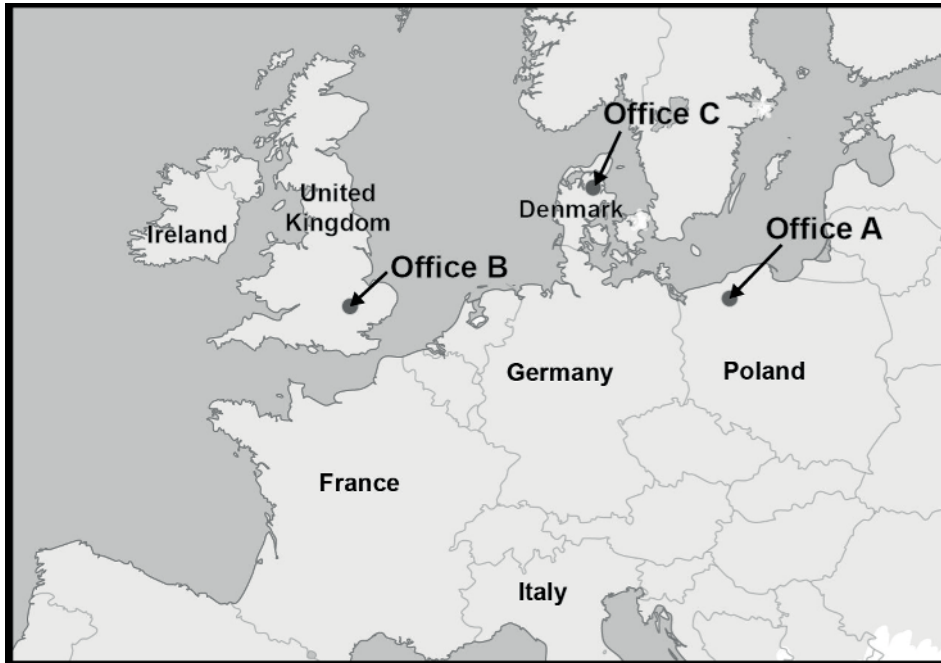 Office C
United
Kingdom
Denmark
Ireland
Office A
Office B
Germany
Poland
France
Italy